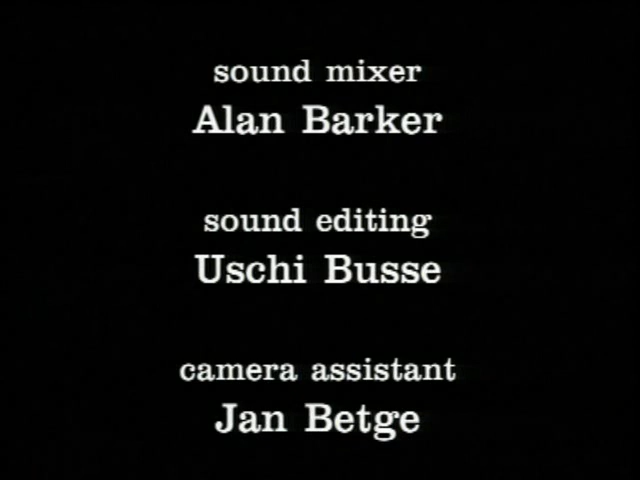 sound mixer
Alan Barker
sound editing
Uschi Busse
camera assistant
Jan Betge